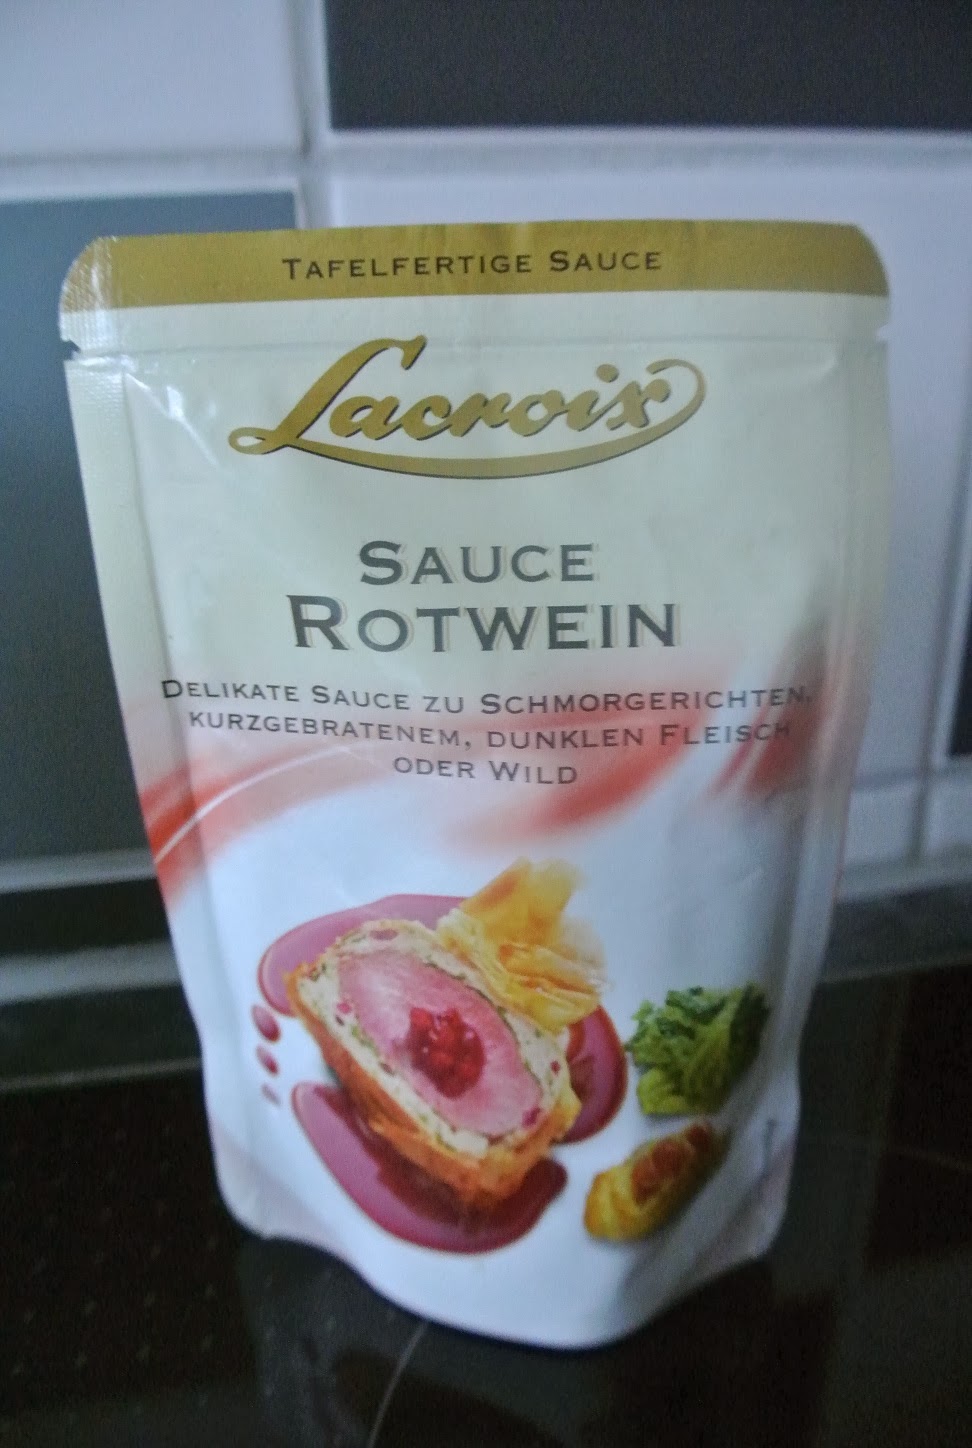 TAFELFERTIGE SAUCE
Lacroix
SAUCE
ROTWEIN
DELIKATE SAUCE ZU SCHMORGERICHTEN,
KURZGEBRATENEM, DUNKLEN FLEISCH
ODER WILD